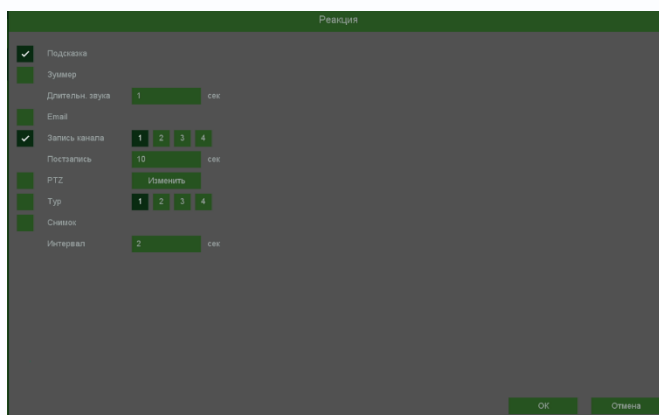 Реакция
Подсказка
Зуммер
Длительн. звука 1 сек
Email
Запись канала 1 2 3 4
Постзапись 10 сек
PTZ Изменить
Тур 1 2 3 4
Снимок
Интервал 2 сек
ОК Отмена